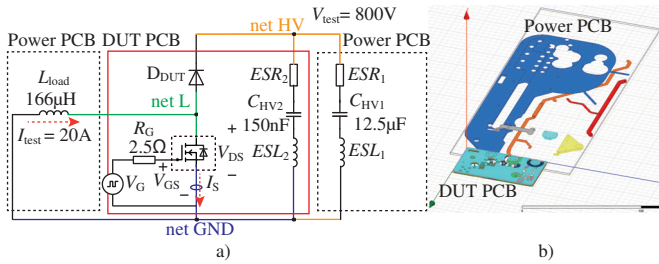 net HV
V_test = 800V
Power PCB
DUT PCB
Power PCB
Power PCB
L_load
166μH
D_DUT
ESR_2
ESR_1
net L
C_HV2
C_HV1
I_test = 20A
R_G
2.5Ω
+
150nF
12.5μF
V_DS
V_G
+
V_GS
−
I_S
−
ESL_2
ESL_1
DUT PCB
net GND
a)
b)